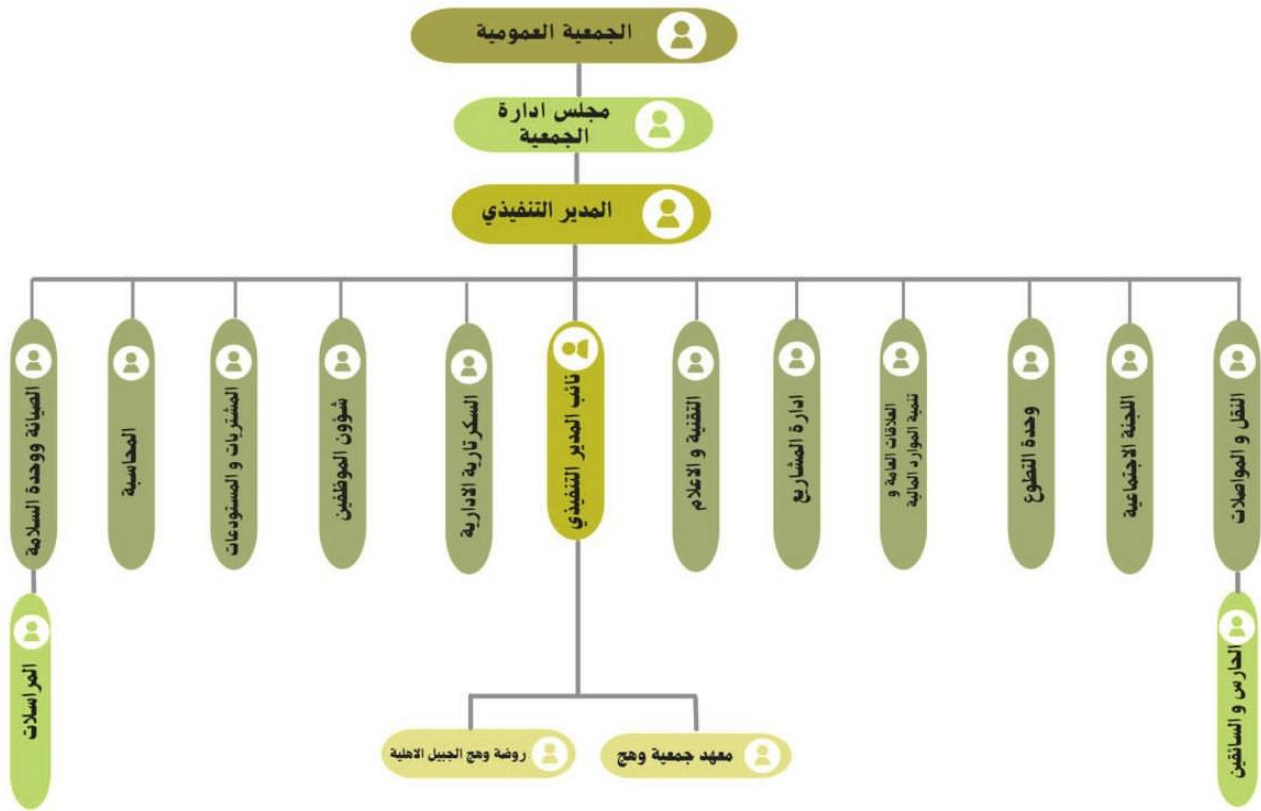 الجمعية العمومية
مجلس ادارة
الجمعية
المدير التنفيذي
النقل و المواصلات
اللجنة الاجتماعية
وحدة التطوع
العلاقات العامة و
تنمية الموارد المالية
ادارة المشاريع
التقنية و الاعلام
نائب المدير التنفيذي
السكرتارية الادارية
شؤون الموظفين
المشتريات و المستودعات
المحاسبة
الصيانة ووحدة السلامة
الحارس و السائقين
المراسلات
معهد جمعية وهج
روضة وهج الجبيل الاهلية